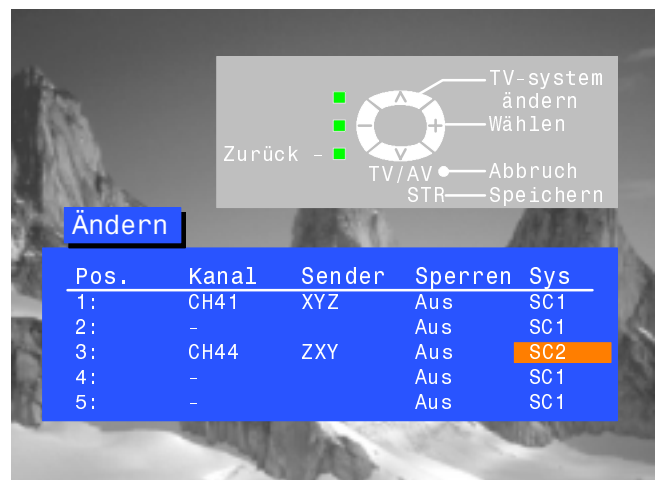 TV-system
ändern
Wählen
Zurück -
TV/AV Abbruch
STR Speichern
Ändern
Pos. Kanal Sender Sperren Sys
1: CH41 XYZ Aus SC1
2: - Aus SC1
3: CH44 ZXY Aus SC2
4: - Aus SC1
5: - Aus SC1